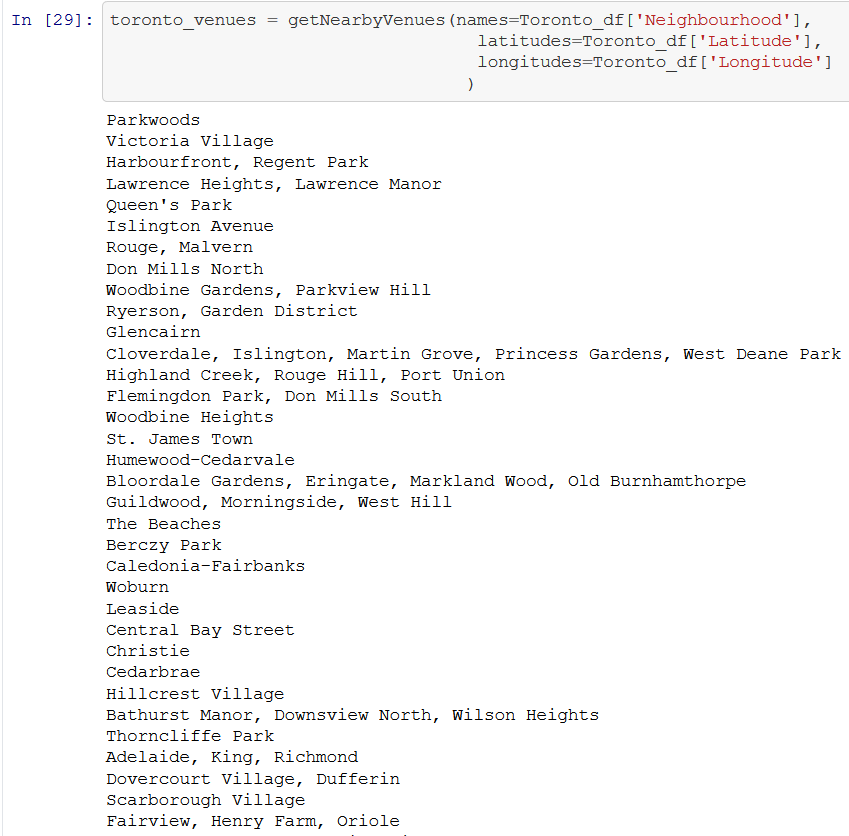 In [29]: toronto_venues = getNearbyVenues(names=Toronto_df['Neighbourhood'],
latitudes=Toronto_df['Latitude'],
longitudes=Toronto_df['Longitude']
)
Parkwoods
Victoria Village
Harbourfront, Regent Park
Lawrence Heights, Lawrence Manor
Queen's Park
Islington Avenue
Rouge, Malvern
Don Mills North
Woodbine Gardens, Parkview Hill
Ryerson, Garden District
Glencairn
Cloverdale, Islington, Martin Grove, Princess Gardens, West Deane Park
Highland Creek, Rouge Hill, Port Union
Flemingdon Park, Don Mills South
Woodbine Heights
St. James Town
Humewood-Cedarvale
Bloordale Gardens, Eringate, Markland Wood, Old Burnhamthorpe
Guildwood, Morningside, West Hill
The Beaches
Berczy Park
Caledonia-Fairbanks
Woburn
Leaside
Central Bay Street
Christie
Cedarbrae
Hillcrest Village
Bathurst Manor, Downsview North, Wilson Heights
Thorncliffe Park
Adelaide, King, Richmond
Dovercourt Village, Dufferin
Scarborough Village
Fairview, Henry Farm, Oriole